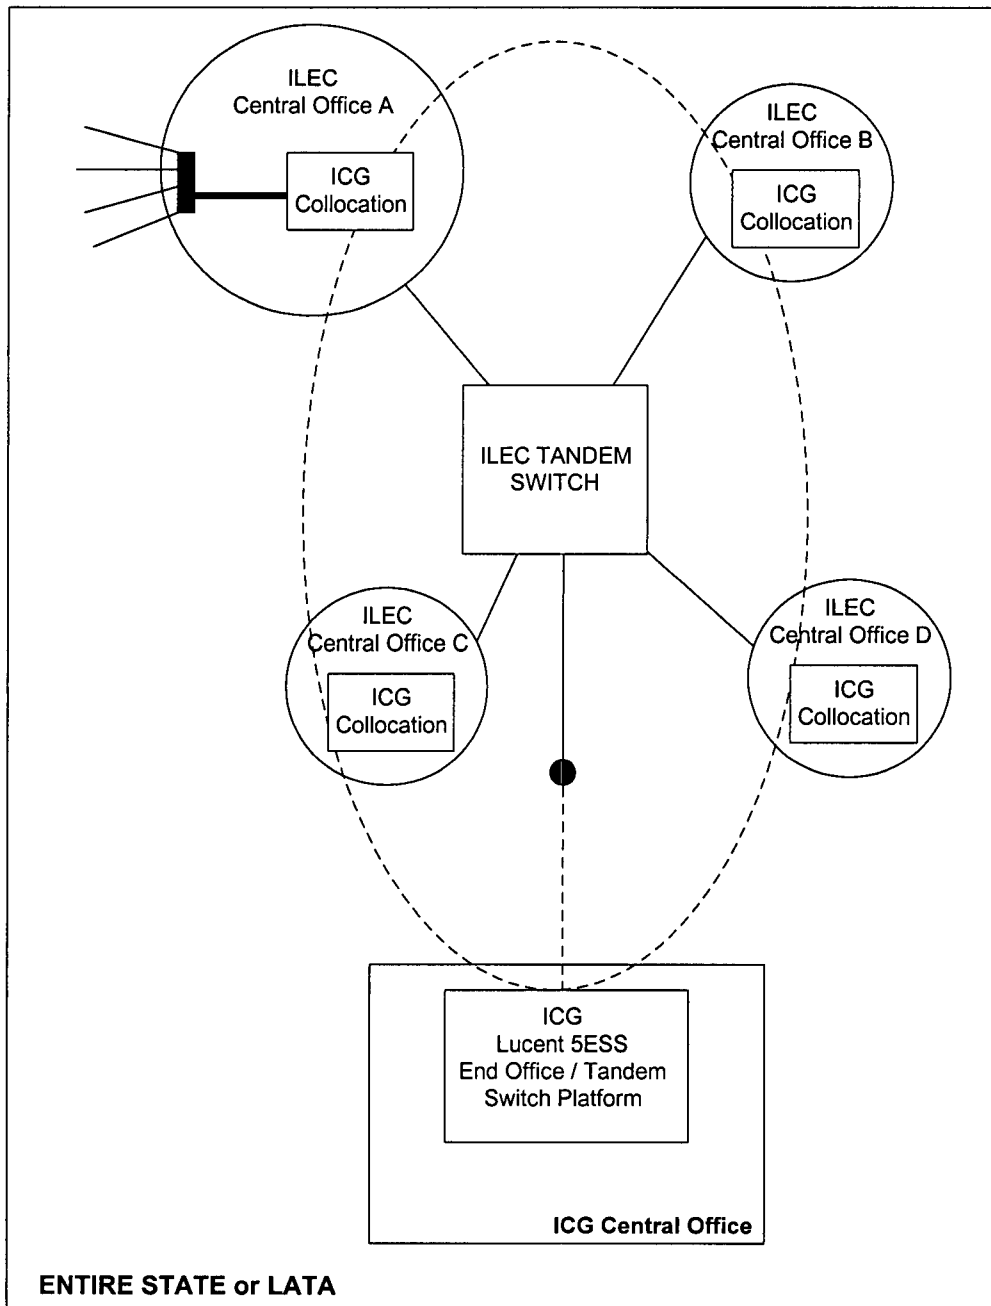 ILEC
Central Office A
ICG
Collocation
ILEC
Central Office B
ICG
Collocation
ILEC TANDEM
SWITCH
ILEC
Central Office C
ICG
Collocation
ILEC
Central Office D
ICG
Collocation
ICG
Lucent 5ESS
End Office / Tandem
Switch Platform
ICG Central Office
ENTIRE STATE or LATA